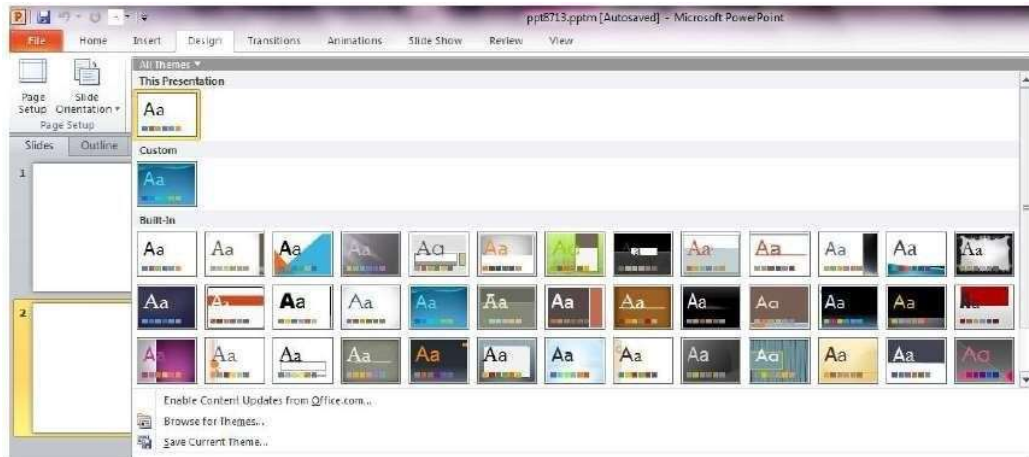 ppt8713.pptm [Autosaved] - Microsoft PowerPoint
File Home Insert Design Transitions Animations Slide Show Review View
All Themes
This Presentation
Page Setup
Slide Orientation
Page Setup
Aa
Slides Outline
Custom
1
Aa
Built-In
Aa Aa Aa Aa Aa Aa Aa Aa Aa Aa Aa Aa Aa
2
Aa Aa Aa Aa Aa Aa Aa Aa Aa Aa Aa Aa Aa
Aa Aa Aa Aa Aa Aa Aa Aa Aa Aa Aa Aa Aa
Enable Content Updates from Office.com...
Browse for Themes...
Save Current Theme...